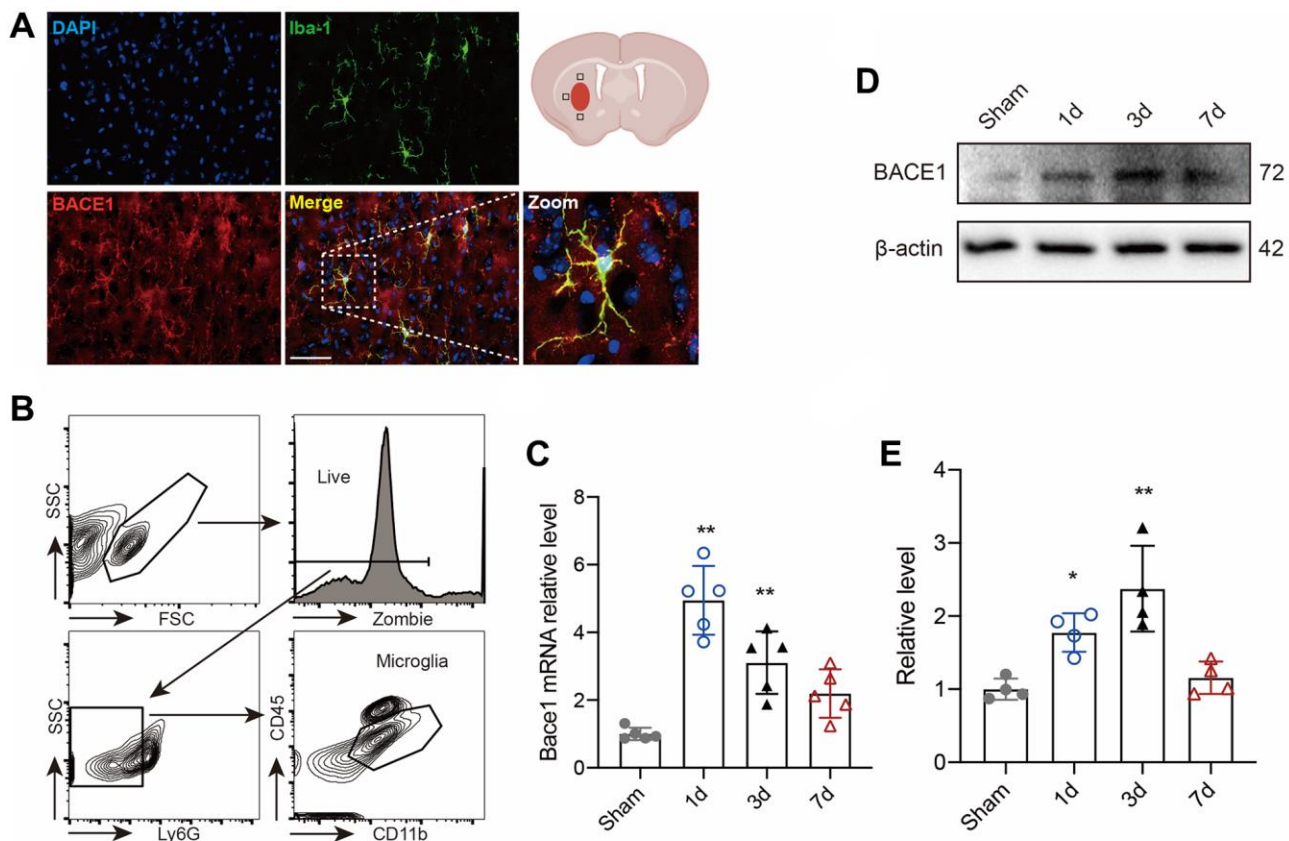 A
DAPI
Iba-1
BACE1
Merge
Zoom
B
SSC
FSC
Live
Zombie
SSC
Ly6G
CD45
Microglia
CD11b
C
Bace1 mRNA relative level
8
6
4
2
0
**
**
Sham
1d
3d
7d
D
Sham
1d
3d
7d
BACE1
72
β-actin
42
E
Relative level
4
3
2
1
0
*
**
Sham
1d
3d
7d